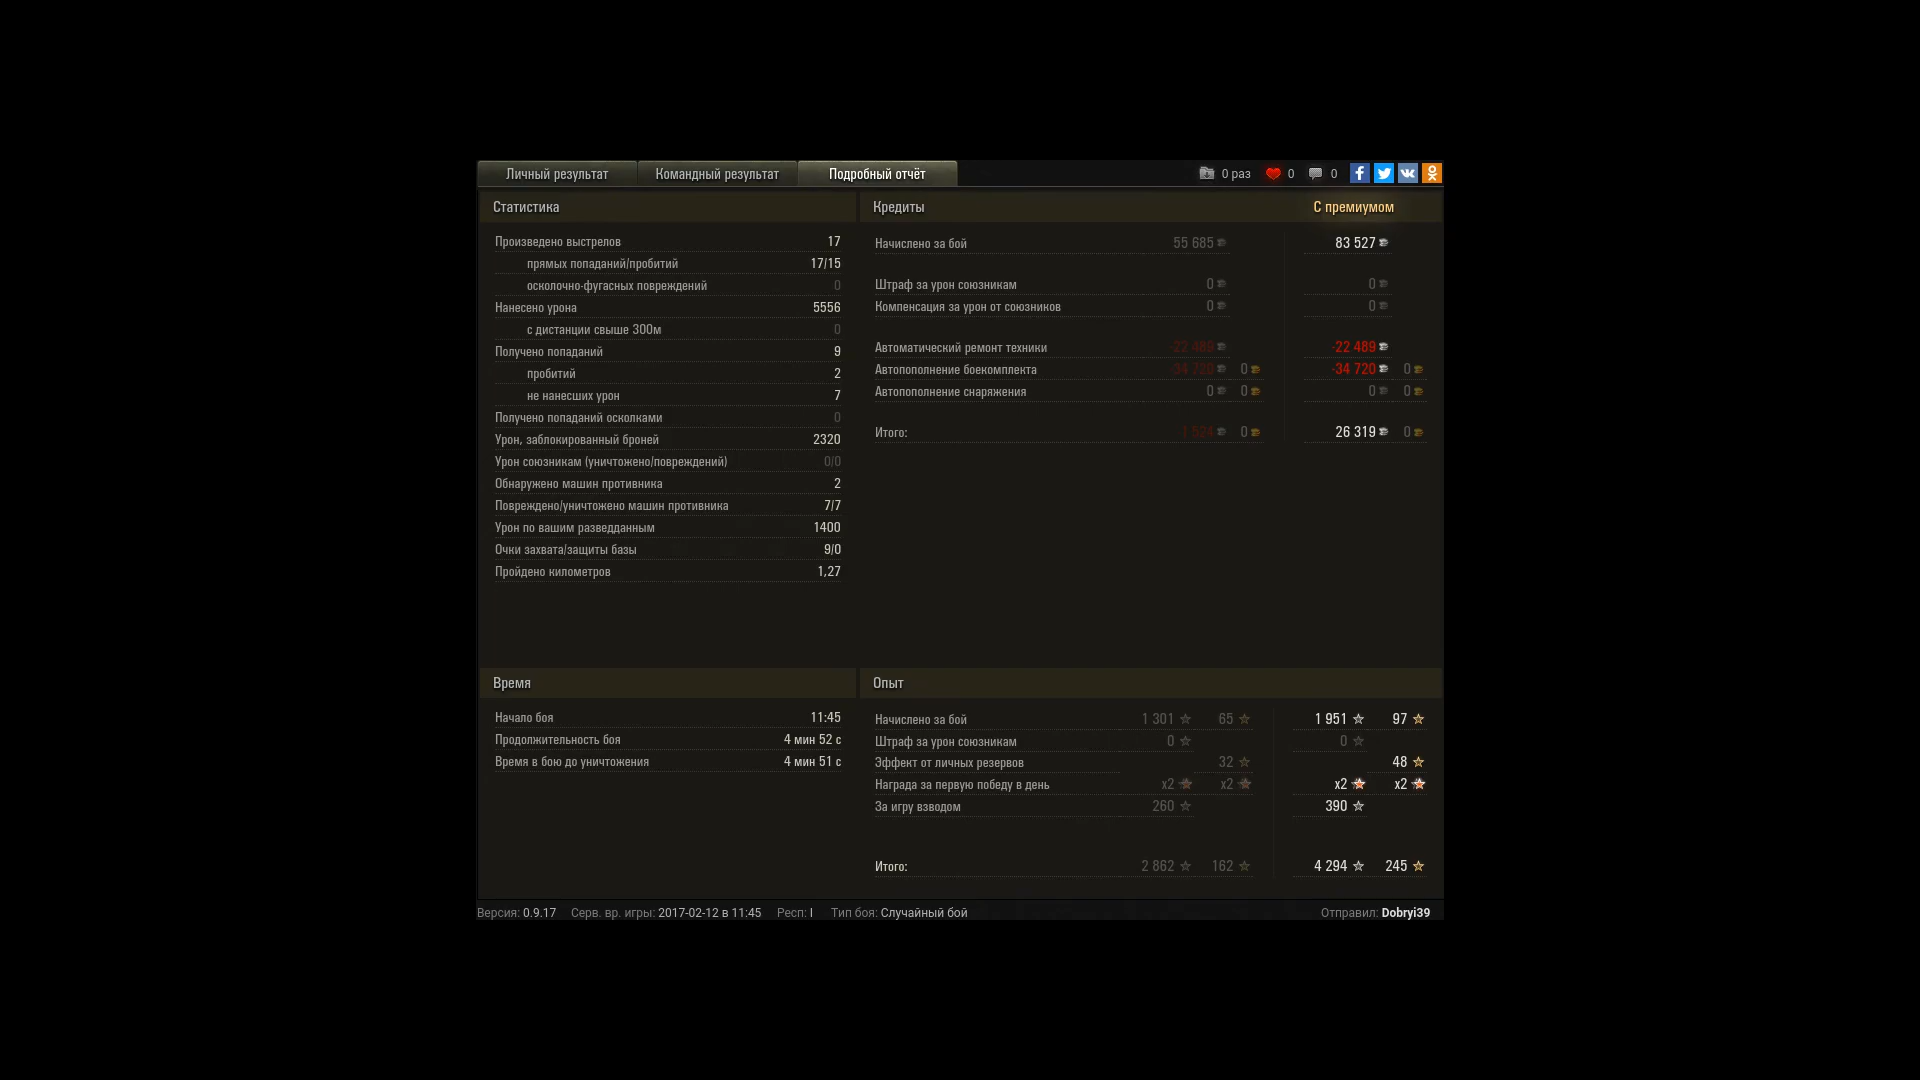 Личный результат Командный результат Подробный отчёт 0 раз 0 0
Статистика
Произведено выстрелов 17
прямых попаданий/пробитий 17/15
осколочно-фугасных повреждений 0
Нанесено урона 5556
с дистанции свыше 300м 0
Получено попаданий 9
пробитий 2
не нанесших урон 7
Получено попаданий осколками 0
Урон, заблокированный броней 2320
Урон союзникам (уничтожено/повреждений) 0/0
Обнаружено машин противника 2
Повреждено/уничтожено машин противника 7/7
Урон по вашим разведданным 1400
Очки захвата/защиты базы 9/0
Пройдено километров 1,27
Кредиты С премиумом
Начислено за бой 55 685 83 527
Штраф за урон союзникам 0 0
Компенсация за урон от союзников 0 0
Автоматический ремонт техники -22 489 -22 489
Автопополнение боекомплекта -34 720 0 -34 720 0
Автопополнение снаряжения 0 0 0 0
Итого: -1 524 0 26 319 0
Время
Начало боя 11:45
Продолжительность боя 4 мин 52 с
Время в бою до уничтожения 4 мин 51 с
Опыт
Начислено за бой 1 301 65 1 951 97
Штраф за урон союзникам 0 0
Эффект от личных резервов 32 48
Награда за первую победу в день x2 x2 x2 x2
За игру взводом 260 390
Итого: 2 862 162 4 294 245
Версия: 0.9.17 Серв. вр. игры: 2017-02-12 в 11:45 Респ: I Тип боя: Случайный бой Отправил: Dobryi39